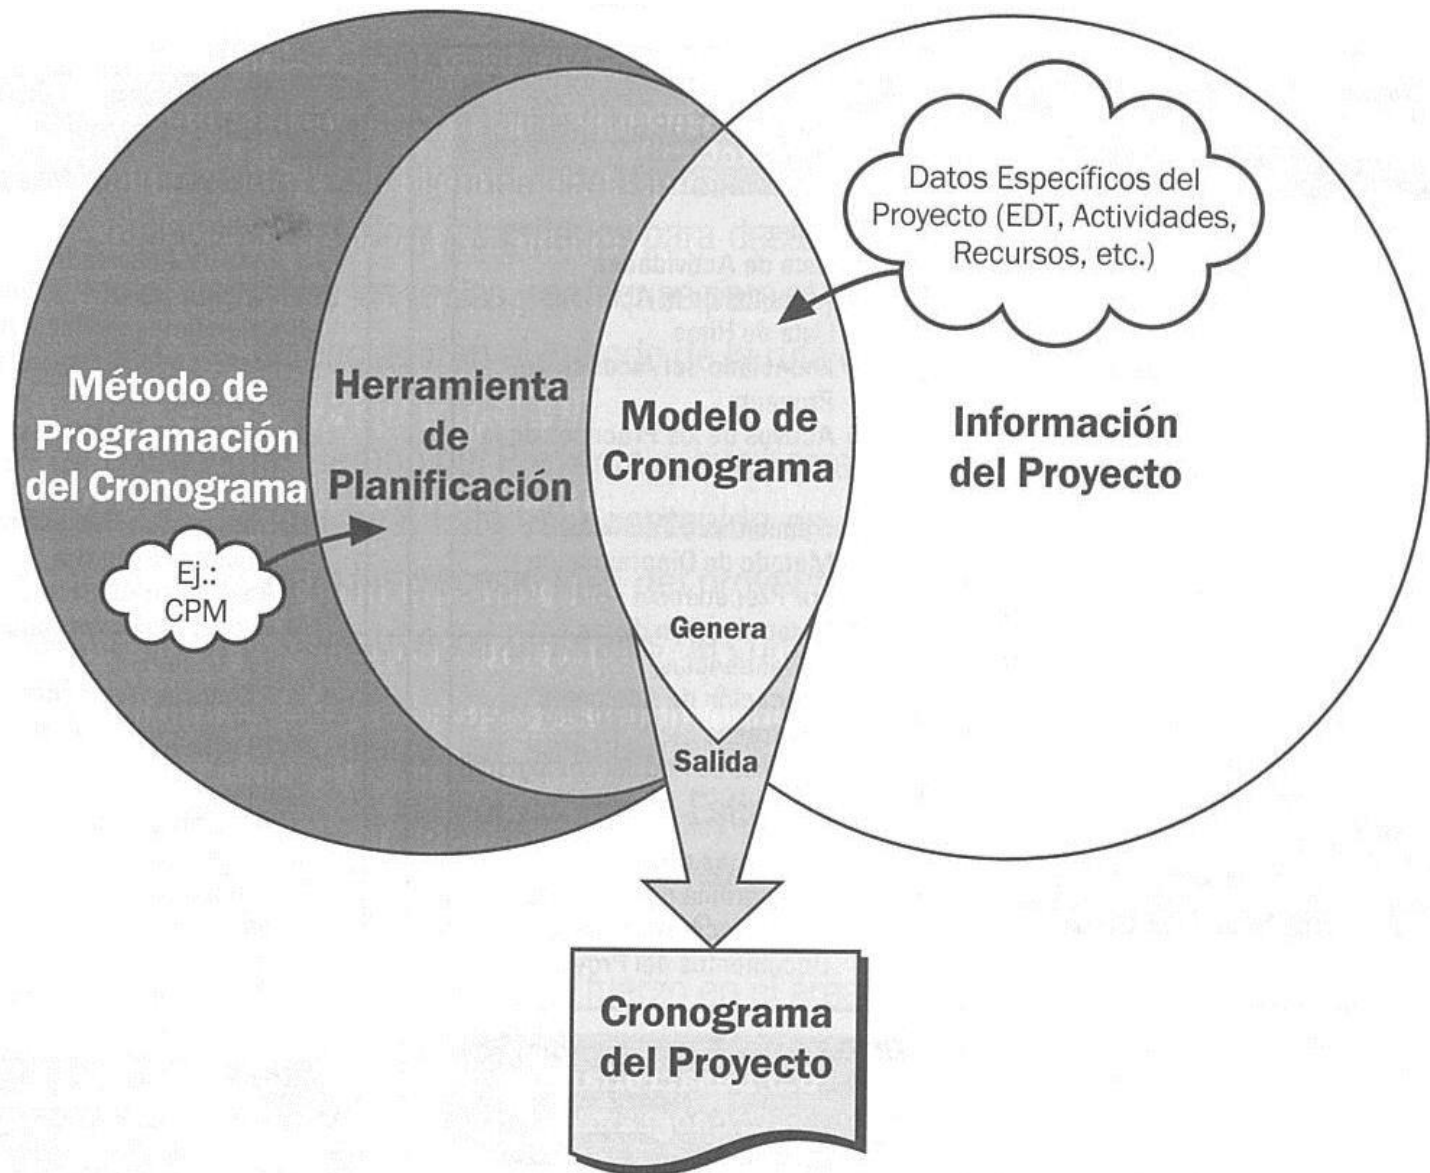 Datos Específicos del
Proyecto (EDT, Actividades,
Recursos, etc.)
Método de
Programación
del Cronograma
Herramienta
de
Planificación
Modelo de
Cronograma
Información
del Proyecto
Ej.:
CPM
Genera
Salida
Cronograma
del Proyecto